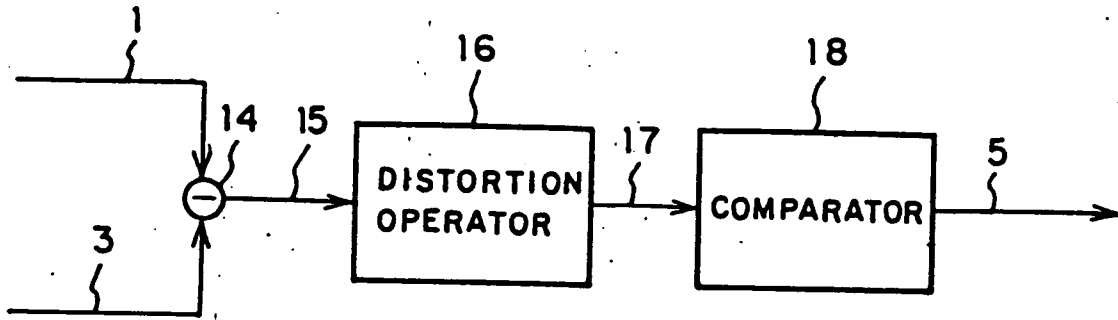 1
16
18
14
15
17
5
DISTORTION
OPERATOR
COMPARATOR
3